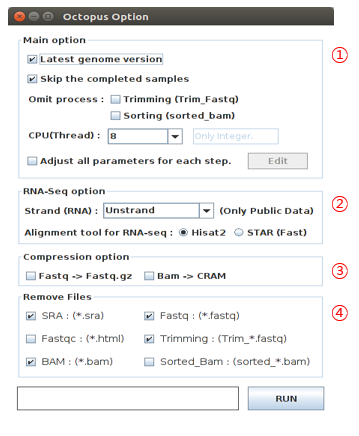 Octopus Option
Main option
①
Latest genome version
Skip the completed samples
Omit process : Trimming (Trim_Fastq)
Sorting (sorted_bam)
CPU(Thread) : 8 Only Integer.
Adjust all parameters for each step. Edit
RNA-Seq option
②
Strand (RNA) : Unstrand (Only Public Data)
Alignment tool for RNA-seq : Hisat2 STAR (Fast)
Compression option
③
Fastq -> Fastq.gz Bam -> CRAM
Remove Files
④
SRA : (*.sra) Fastq : (*.fastq)
Fastqc : (*.html) Trimming : (Trim_*.fastq)
BAM : (*.bam) Sorted_Bam : (sorted_*.bam)
RUN